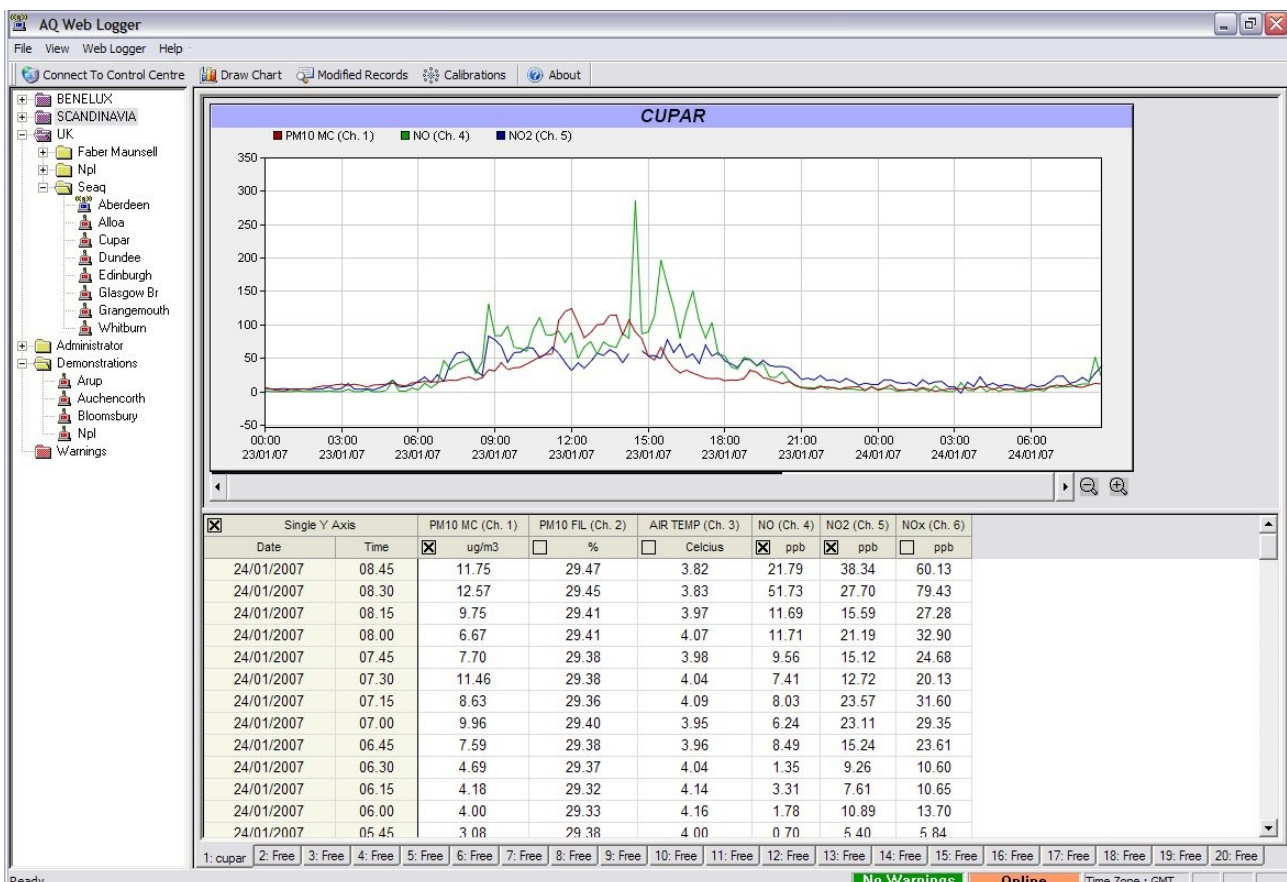 AQ Web Logger
File View Web Logger Help
Connect To Control Centre Draw Chart Modified Records Calibrations About
BENELUX
SCANDINAVIA
UK
Faber Maunsell
Npl
Seaq
Aberdeen
Alloa
Cupar
Dundee
Edinburgh
Glasgow Br
Grangemouth
Whitburn
Administrator
Demonstrations
Arup
Auchencorth
Bloomsbury
Npl
Warnings
CUPAR
PM10 MC (Ch. 1) NO (Ch. 4) NO2 (Ch. 5)
350
300
250
200
150
100
50
0
-50
00:00 03:00 06:00 09:00 12:00 15:00 18:00 21:00 00:00 03:00 06:00
23/01/07 23/01/07 23/01/07 23/01/07 23/01/07 23/01/07 23/01/07 23/01/07 24/01/07 24/01/07 24/01/07
Single Y Axis PM10 MC (Ch. 1) PM10 FIL (Ch. 2) AIR TEMP (Ch. 3) NO (Ch. 4) NO2 (Ch. 5) NOx (Ch. 6)
Date Time ug/m3 % Celcius ppb ppb ppb
24/01/2007 08.45 11.75 29.47 3.82 21.79 38.34 60.13
24/01/2007 08.30 12.57 29.45 3.83 51.73 27.70 79.43
24/01/2007 08.15 9.75 29.41 3.97 11.69 15.59 27.28
24/01/2007 08.00 6.67 29.41 4.07 11.71 21.19 32.90
24/01/2007 07.45 7.70 29.38 3.98 9.56 15.12 24.68
24/01/2007 07.30 11.46 29.38 4.04 7.41 12.72 20.13
24/01/2007 07.15 8.63 29.36 4.09 8.03 23.57 31.60
24/01/2007 07.00 9.96 29.40 3.95 6.24 23.11 29.35
24/01/2007 06.45 7.59 29.38 3.96 8.49 15.24 23.61
24/01/2007 06.30 4.69 29.37 4.04 1.35 9.26 10.60
24/01/2007 06.15 4.18 29.32 4.14 3.31 7.61 10.65
24/01/2007 06.00 4.00 29.33 4.16 1.78 10.89 13.70
24/01/2007 05.45 3.08 29.38 4.00 0.70 5.40 5.84
1: cupar 2: Free 3: Free 4: Free 5: Free 6: Free 7: Free 8: Free 9: Free 10: Free 11: Free 12: Free 13: Free 14: Free 15: Free 16: Free 17: Free 18: Free 19: Free 20: Free
Ready No Warnings Online Time Zone : GMT